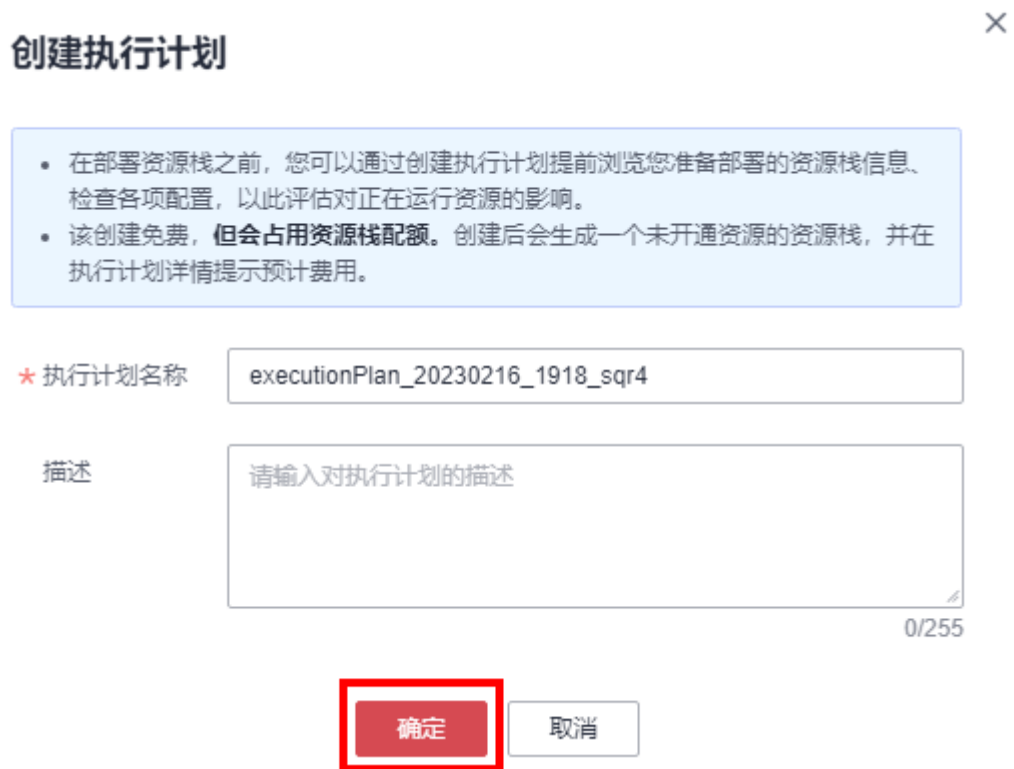 创建执行计划
• 在部署资源栈之前，您可以通过创建执行计划提前浏览您准备部署的资源栈信息、
检查各项配置，以此评估对正在运行资源的影响。
• 该创建免费，但会占用资源栈配额。创建后会生成一个未开通资源的资源栈，并在
执行计划详情提示预计费用。
* 执行计划名称 executionPlan_20230216_1918_sqr4
描述 请输入对执行计划的描述
0/255
确定 取消